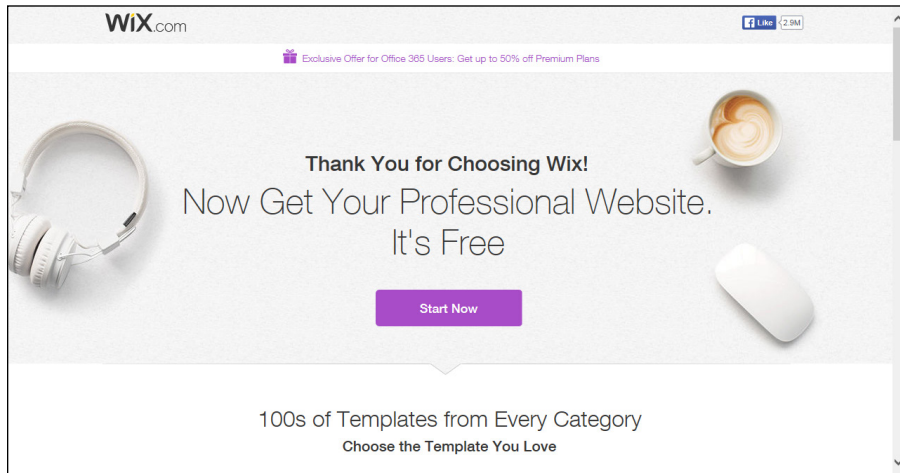 WiX.com
Like 2.9M
Exclusive Offer for Office 365 Users: Get up to 50% off Premium Plans
Thank You for Choosing Wix!
Now Get Your Professional Website.
It's Free
Start Now
100s of Templates from Every Category
Choose the Template You Love